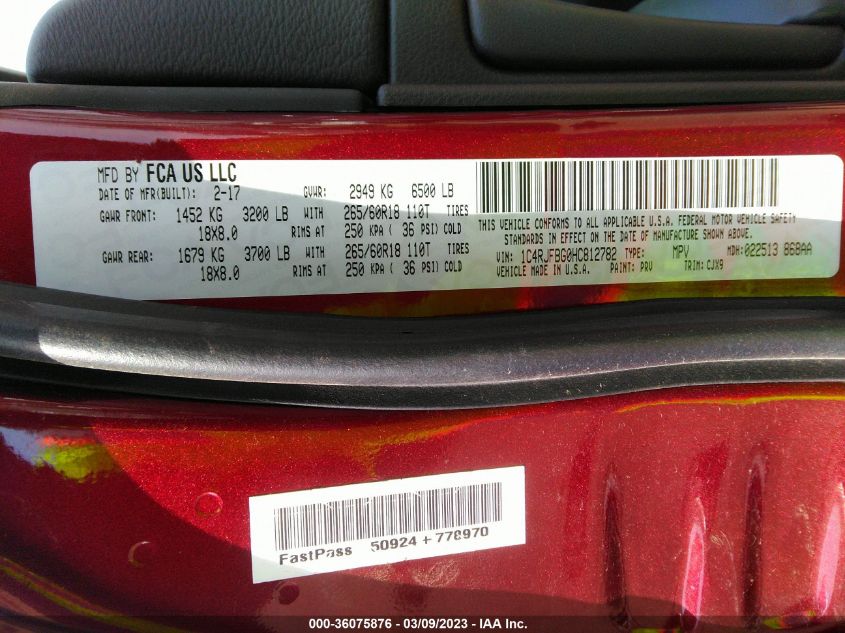 MFD BY FCA US LLC
DATE OF MFR(BUILT): 2-17 GVWR: 2949 KG 6500 LB
GAWR FRONT: 1452 KG 3200 LB WITH 265/60R18 110T TIRES
18X8.0 RIMS AT 250 KPA ( 36 PSI) COLD
GAWR REAR: 1679 KG 3700 LB WITH 265/60R18 110T TIRES
18X8.0 RIMS AT 250 KPA ( 36 PSI) COLD
THIS VEHICLE CONFORMS TO ALL APPLICABLE U.S.A. FEDERAL MOTOR VEHICLE SAFETY
STANDARDS IN EFFECT ON THE DATE OF MANUFACTURE SHOWN ABOVE.
VIN: 1C4RJFBG0HC812782 TYPE: MPV MDH:022513 868AA
MADE IN U.S.A. PAINT: PRV TRIM: CJX9
FastPass 50924 + 778970
000-36075876 - 03/09/2023 - IAA Inc.